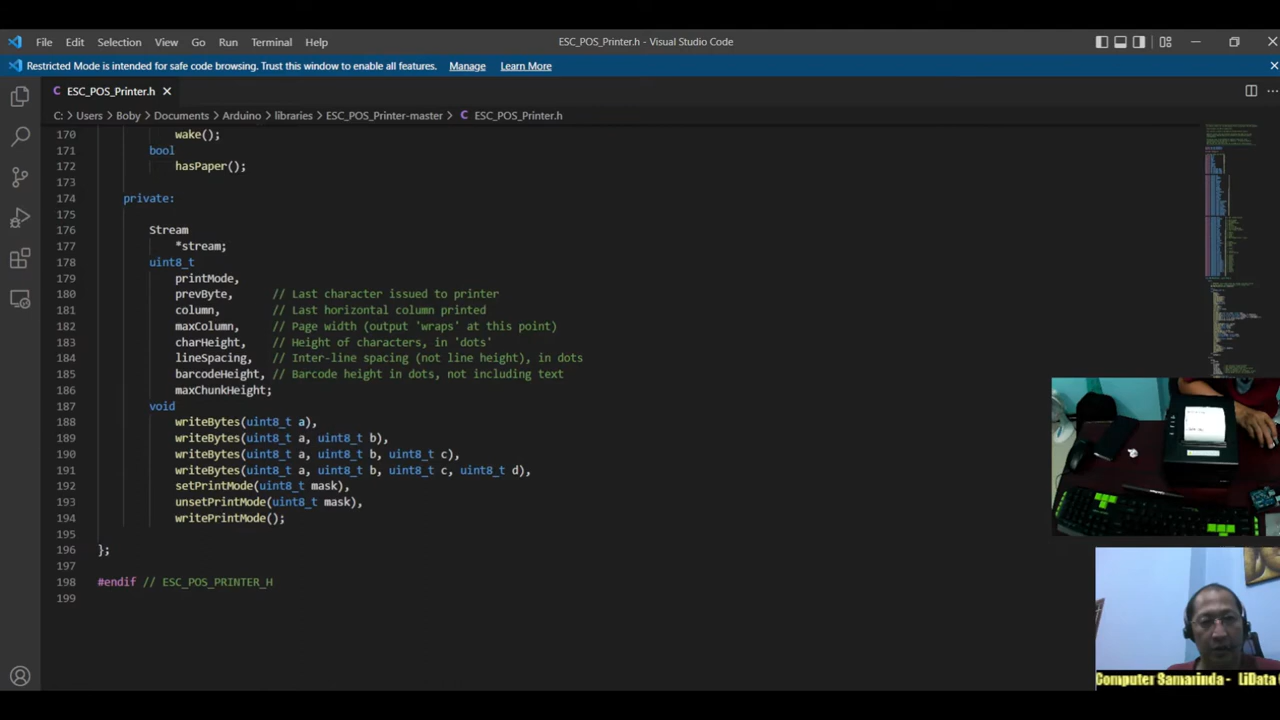 File Edit Selection View Go Run Terminal Help
ESC_POS_Printer.h - Visual Studio Code
Restricted Mode is intended for safe code browsing. Trust this window to enable all features. Manage Learn More
C ESC_POS_Printer.h
C: > Users > Boby > Documents > Arduino > libraries > ESC_POS_Printer-master > C ESC_POS_Printer.h
170 wake();
171 bool
172 hasPaper();
173
174 private:
175
176 Stream
177 *stream;
178 uint8_t
179 printMode,
180 prevByte, // Last character issued to printer
181 column, // Last horizontal column printed
182 maxColumn, // Page width (output 'wraps' at this point)
183 charHeight, // Height of characters, in 'dots'
184 lineSpacing, // Inter-line spacing (not line height), in dots
185 barcodeHeight, // Barcode height in dots, not including text
186 maxChunkHeight;
187 void
188 writeBytes(uint8_t a),
189 writeBytes(uint8_t a, uint8_t b),
190 writeBytes(uint8_t a, uint8_t b, uint8_t c),
191 writeBytes(uint8_t a, uint8_t b, uint8_t c, uint8_t d),
192 setPrintMode(uint8_t mask),
193 unsetPrintMode(uint8_t mask),
194 writePrintMode();
195
196 };
197
198 #endif // ESC_POS_PRINTER_H
199
Computer Samarinda - LiData